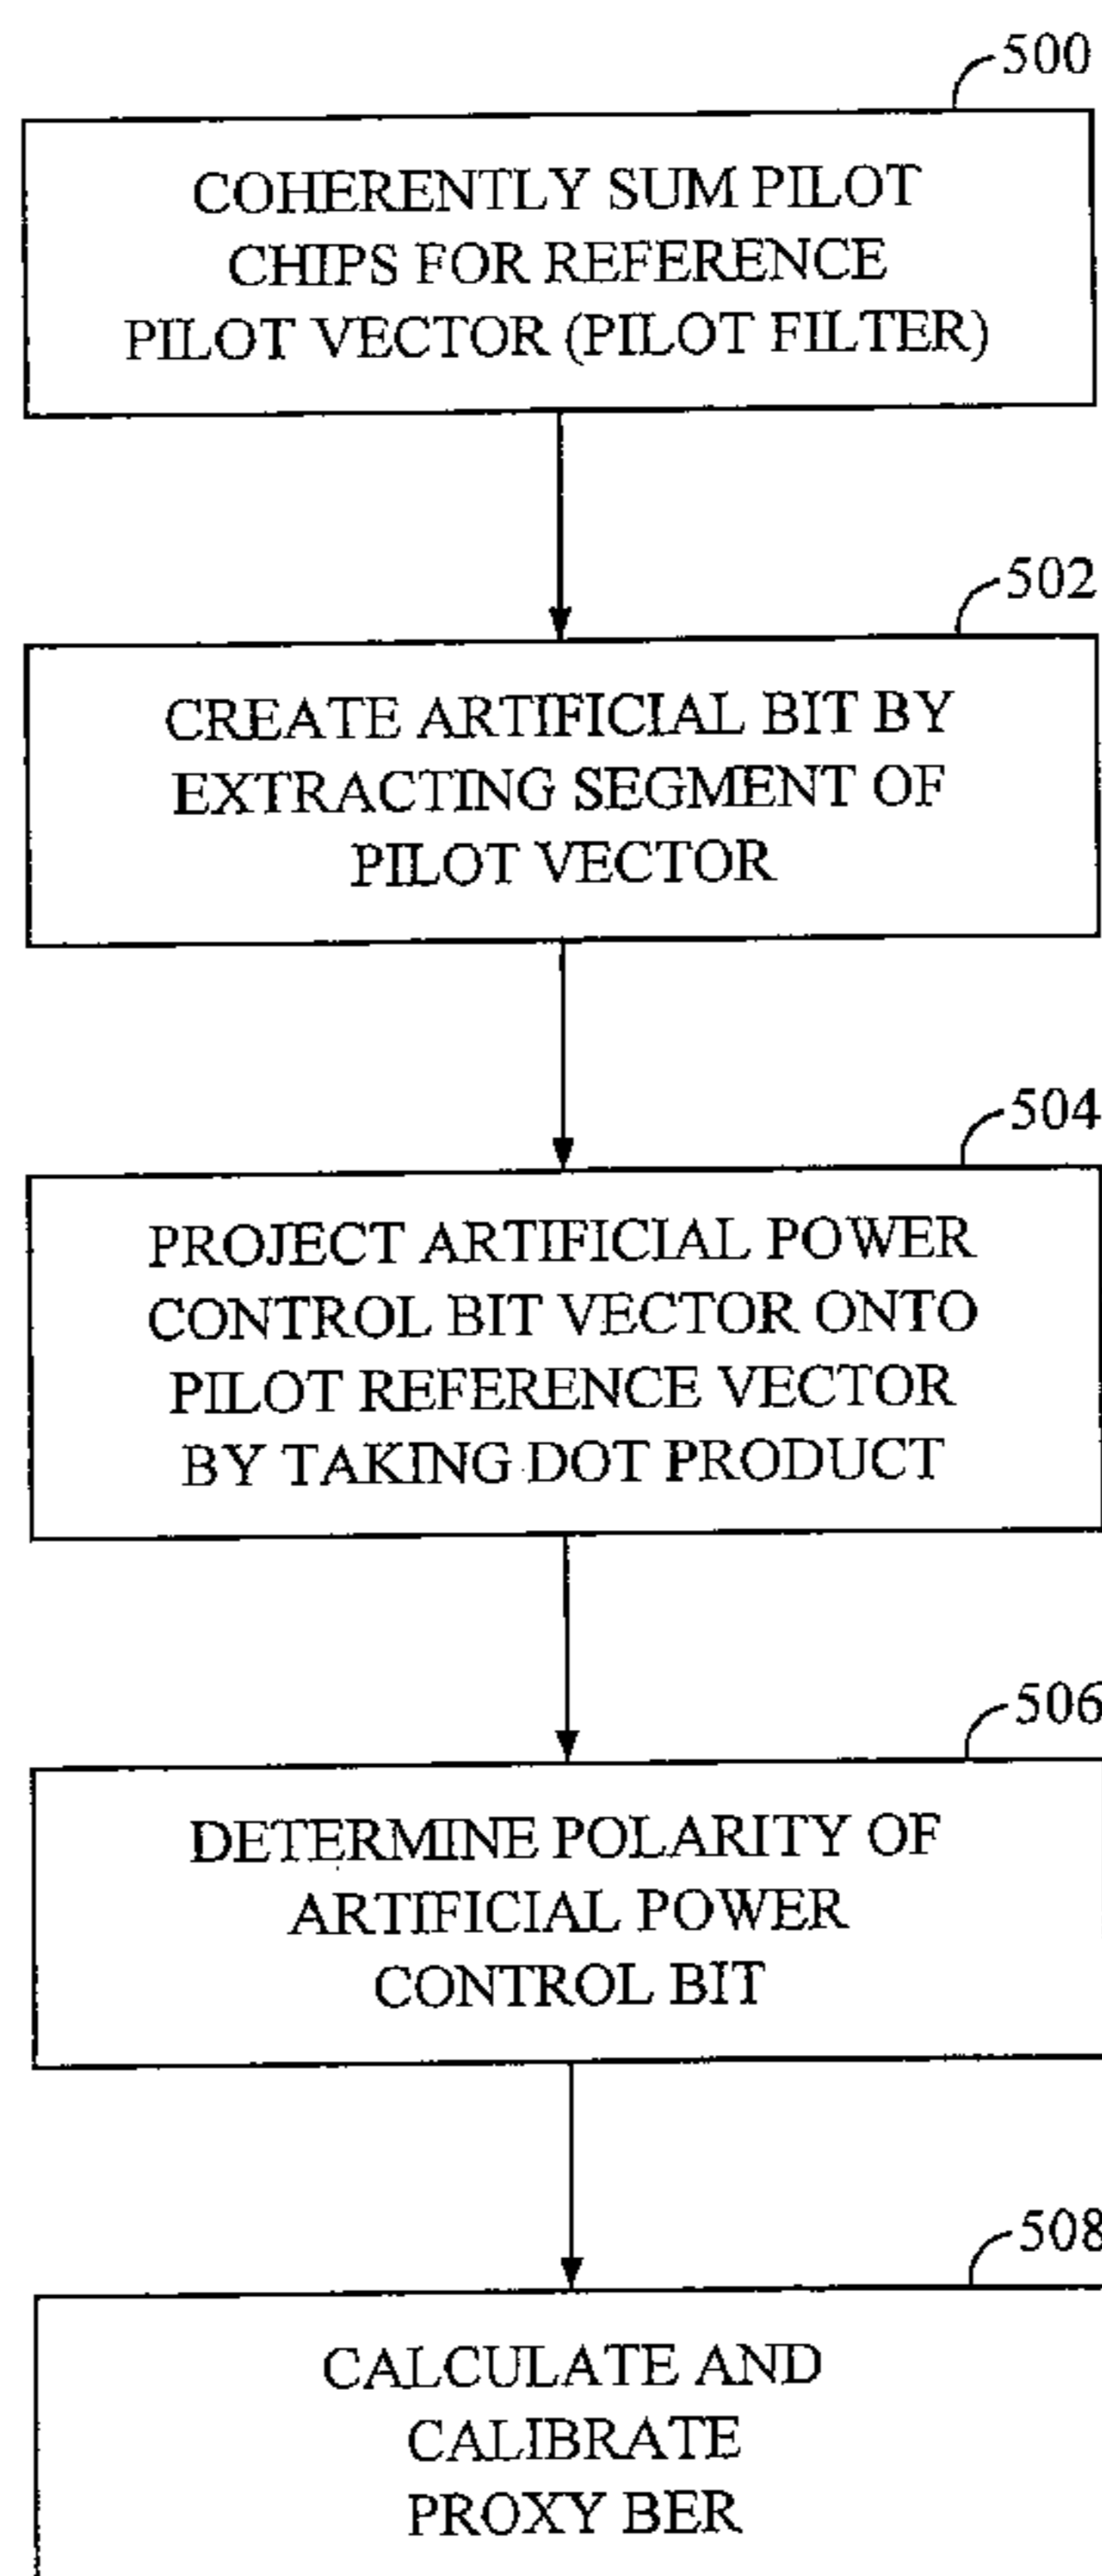 500
COHERENTLY SUM PILOT
CHIPS FOR REFERENCE
PILOT VECTOR (PILOT FILTER)
502
CREATE ARTIFICIAL BIT BY
EXTRACTING SEGMENT OF
PILOT VECTOR
504
PROJECT ARTIFICIAL POWER
CONTROL BIT VECTOR ONTO
PILOT REFERENCE VECTOR
BY TAKING DOT PRODUCT
506
DETERMINE POLARITY OF
ARTIFICIAL POWER
CONTROL BIT
508
CALCULATE AND
CALIBRATE
PROXY BER